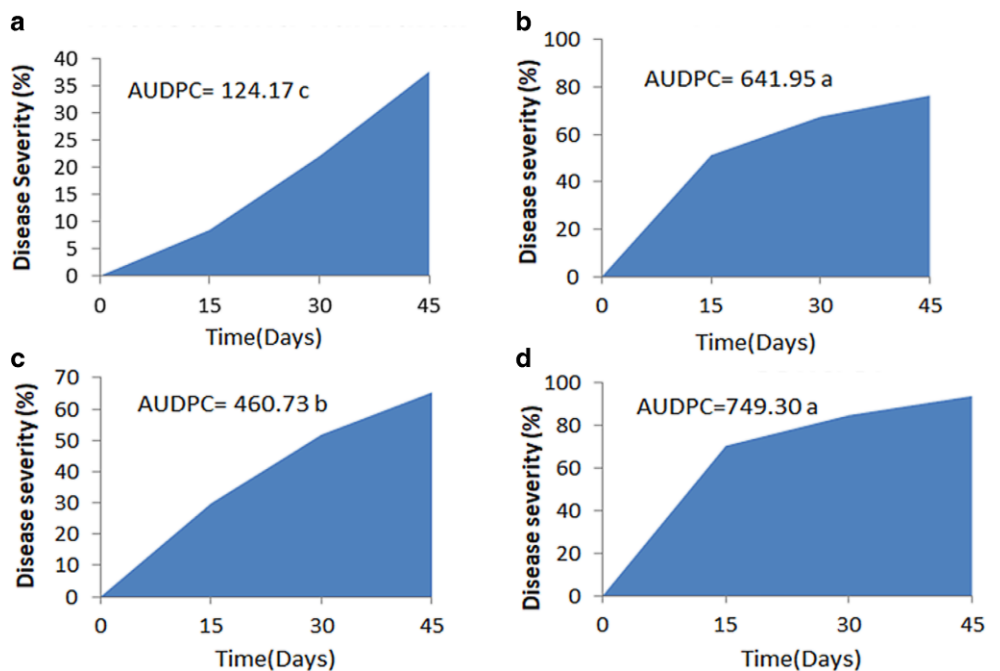 a
Disease Severity (%)
40
35
30
25
20
15
10
5
0
AUDPC= 124.17 c
0 15 30 45
Time(Days)
b
Disease severity (%)
100
80
60
40
20
0
AUDPC= 641.95 a
0 15 30 45
Time(Days)
c
Disease severity (%)
70
60
50
40
30
20
10
0
AUDPC= 460.73 b
0 15 30 45
Time(Days)
d
Disease severity (%)
100
80
60
40
20
0
AUDPC=749.30 a
0 15 30 45
Time(Days)